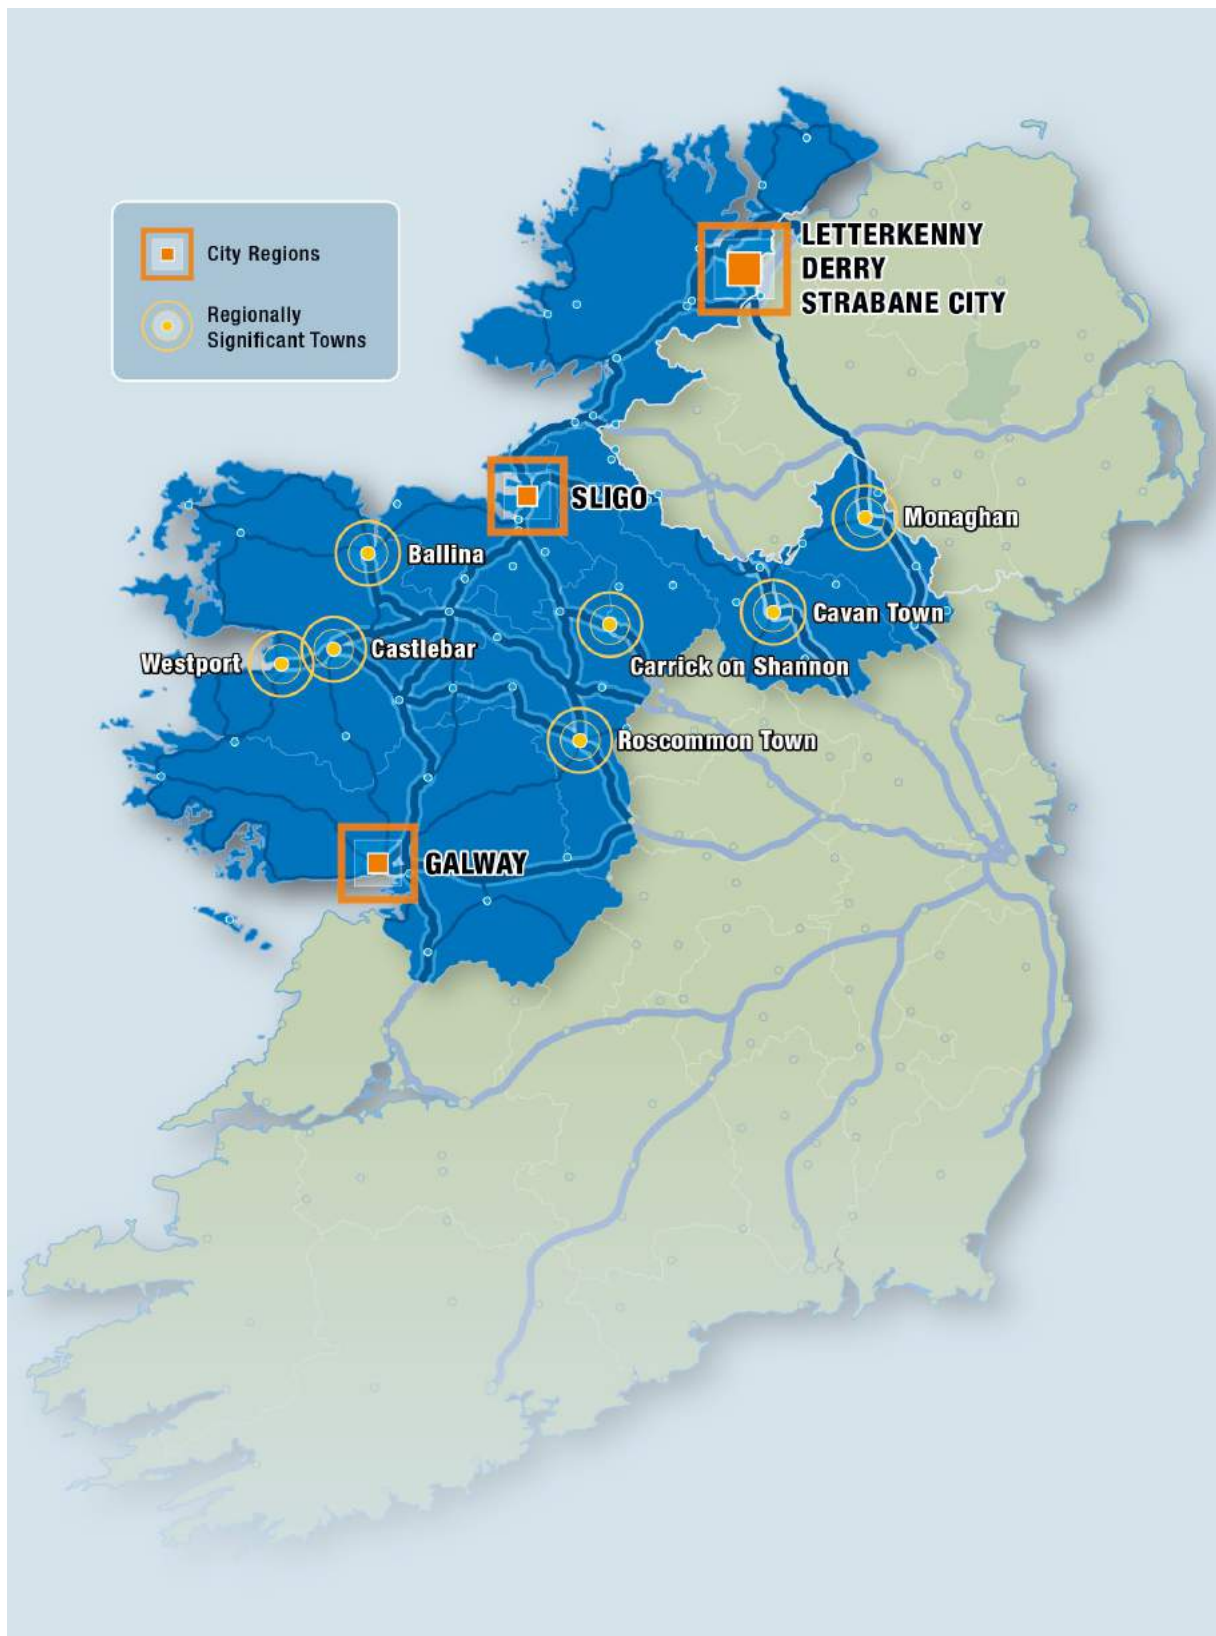 LETTERKENNY
DERRY
STRABANE CITY
City Regions
Regionally
Significant Towns
SLIGO
Monaghan
Ballina
Cavan Town
Castlebar
Westport
Carrick on Shannon
Roscommon Town
GALWAY